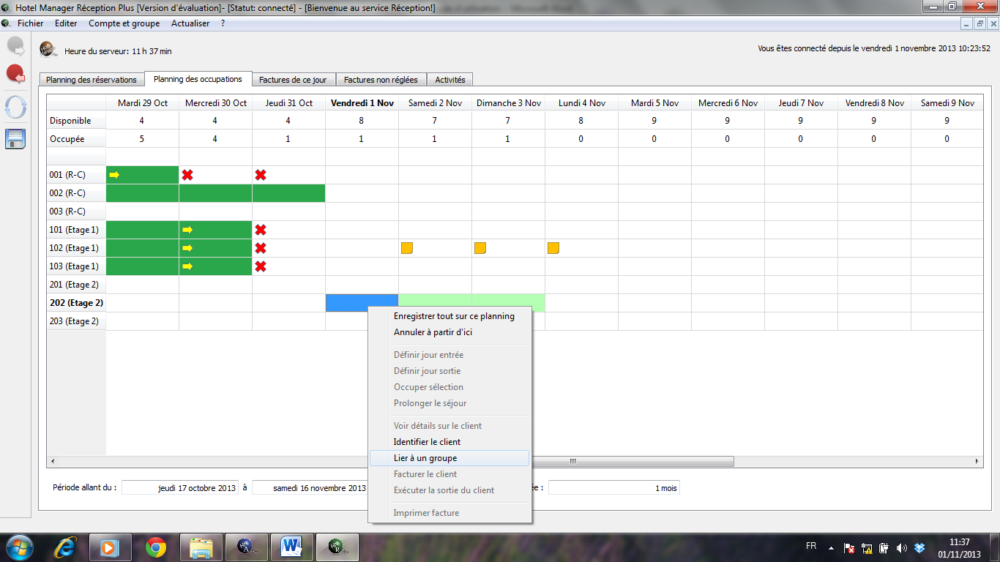 Hotel Manager Réception Plus [Version d'évaluation]- [Statut: connecté] - [Bienvenue au service Réception!]
Fichier Editer Compte et groupe Actualiser ?
Heure du serveur: 11 h 37 min
Vous êtes connecté depuis le vendredi 1 novembre 2013 10:23:52
Planning des réservations Planning des occupations Factures de ce jour Factures non réglées Activités
Mardi 29 Oct Mercredi 30 Oct Jeudi 31 Oct Vendredi 1 Nov Samedi 2 Nov Dimanche 3 Nov Lundi 4 Nov Mardi 5 Nov Mercredi 6 Nov Jeudi 7 Nov Vendredi 8 Nov Samedi 9 Nov
Disponible 4 4 4 8 7 7 8 9 9 9 9 9
Occupée 5 4 1 1 1 1 0 0 0 0 0 0
001 (R-C)
002 (R-C)
003 (R-C)
101 (Etage 1)
102 (Etage 1)
103 (Etage 1)
201 (Etage 2)
202 (Etage 2)
203 (Etage 2)
Enregistrer tout sur ce planning
Annuler à partir d'ici
Définir jour entrée
Définir jour sortie
Occuper sélection
Prolonger le séjour
Voir détails sur le client
Identifier le client
Lier à un groupe
Facturer le client
Exécuter la sortie du client
Imprimer facture
Période allant du : jeudi 17 octobre 2013 à samedi 16 novembre 2013 1 mois
FR 11:37
01/11/2013